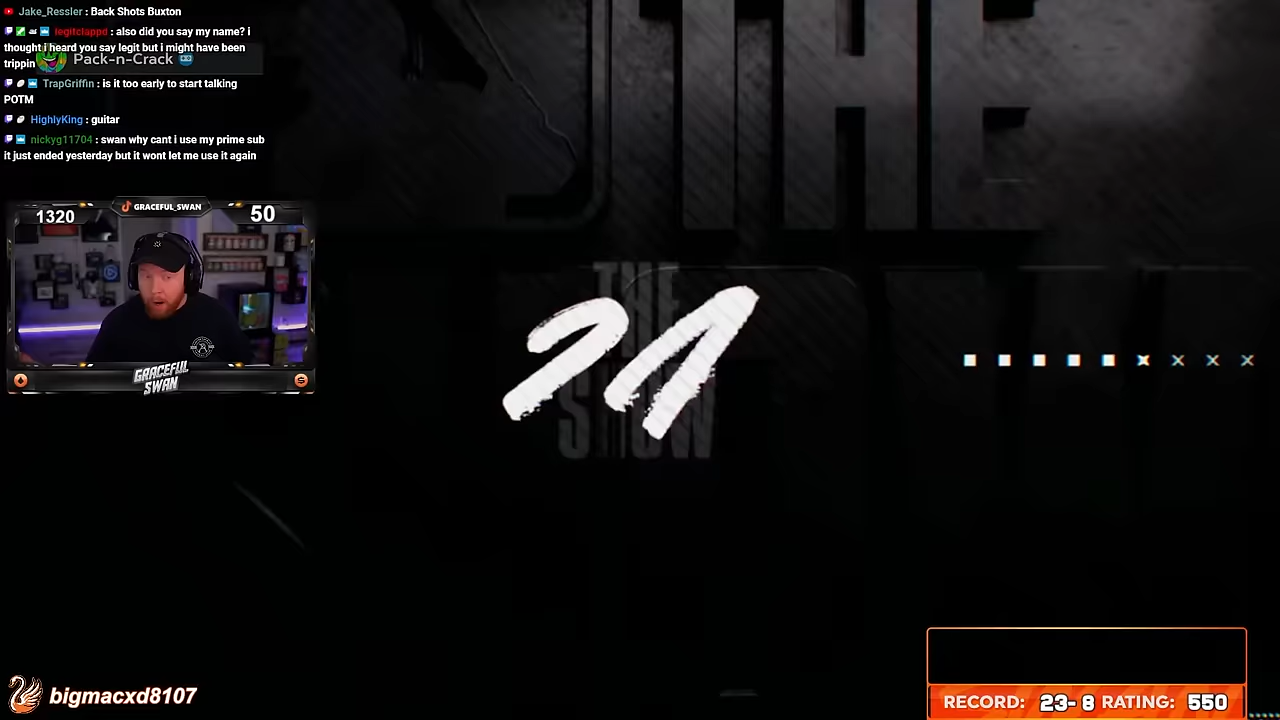 Jake_Ressler : Back Shots Buxton
legitclappd : also did you say my name? i
thought i heard you say legit but i might have been
trippin
Pack-n-Crack
TrapGriffin : is it too early to start talking
POTM
HighlyKing : guitar
nickyg11704 : swan why cant i use my prime sub
it just ended yesterday but it wont let me use it again
1320
GRACEFUL_SWAN
50
GRACEFUL
SWAN
THE
THE
24
SHOW
bigmacxd8107
RECORD: 23- 8 RATING: 550